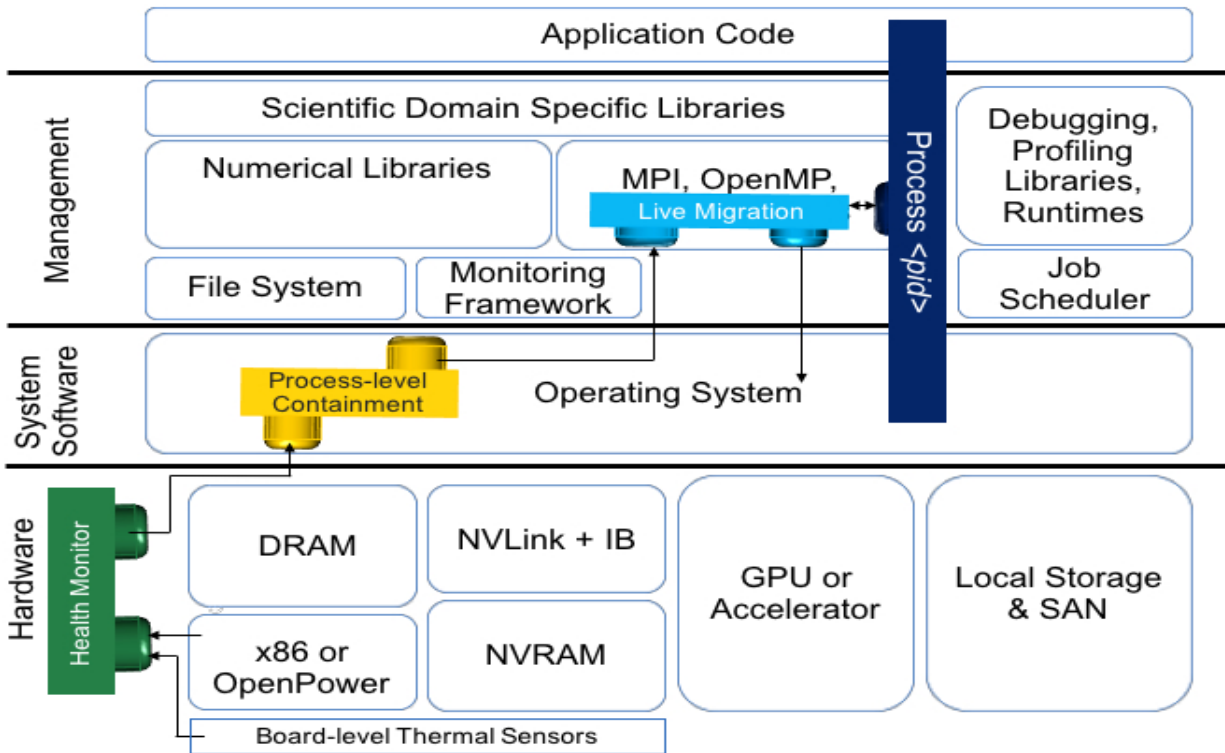 Application Code
Management
Scientific Domain Specific Libraries
Numerical Libraries
MPI, OpenMP,
Live Migration
Process <pid>
Debugging,
Profiling
Libraries,
Runtimes
File System
Monitoring
Framework
Job
Scheduler
System
Software
Process-level
Containment
Operating System
Hardware
Health Monitor
DRAM
NVLink + IB
GPU or
Accelerator
Local Storage
& SAN
x86 or
OpenPower
NVRAM
Board-level Thermal Sensors